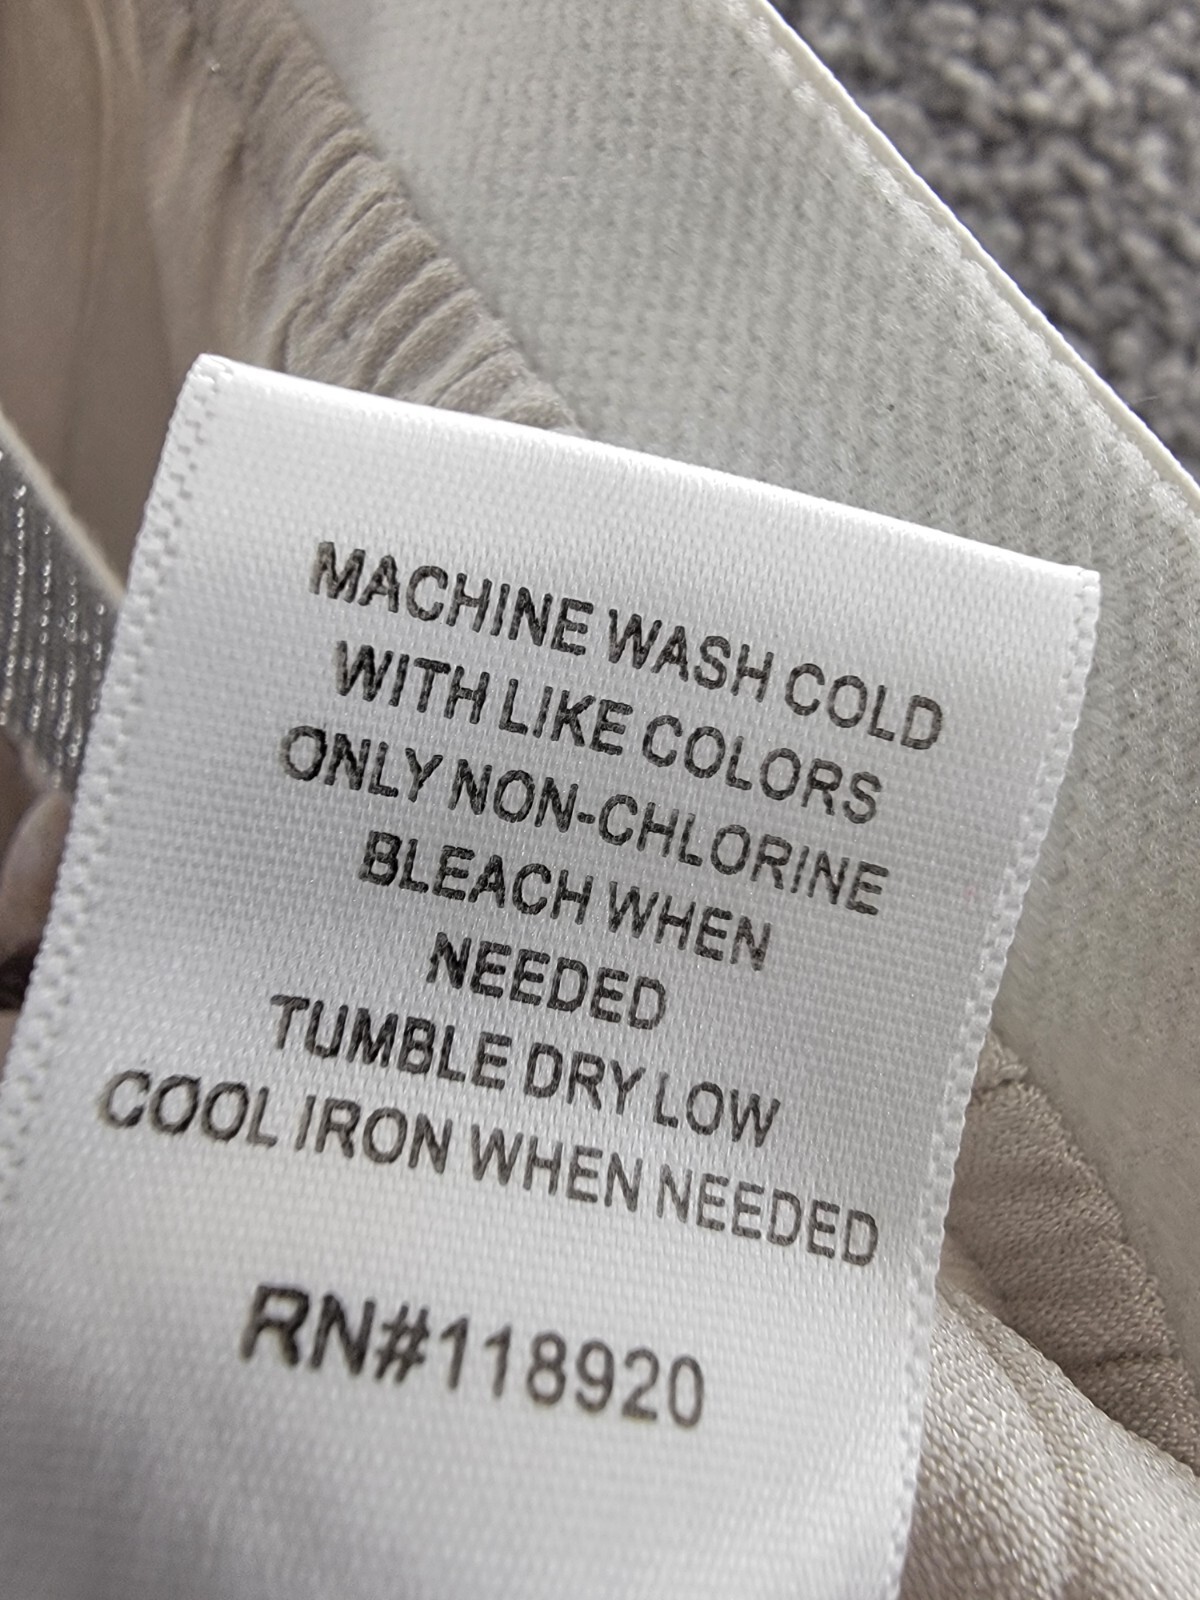 MACHINE WASH COLD
WITH LIKE COLORS
ONLY NON-CHLORINE
BLEACH WHEN
NEEDED
TUMBLE DRY LOW
COOL IRON WHEN NEEDED
RN#118920